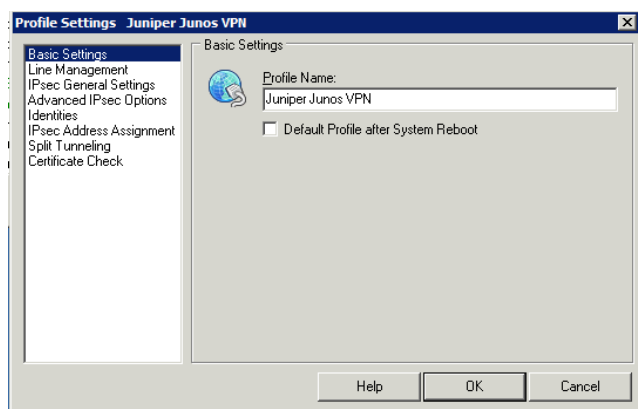 Profile Settings Juniper Junos VPN
Basic Settings
Line Management
IPsec General Settings
Advanced IPsec Options
Identities
IPsec Address Assignment
Split Tunneling
Certificate Check
Basic Settings
Profile Name:
Juniper Junos VPN
Default Profile after System Reboot
Help
OK
Cancel